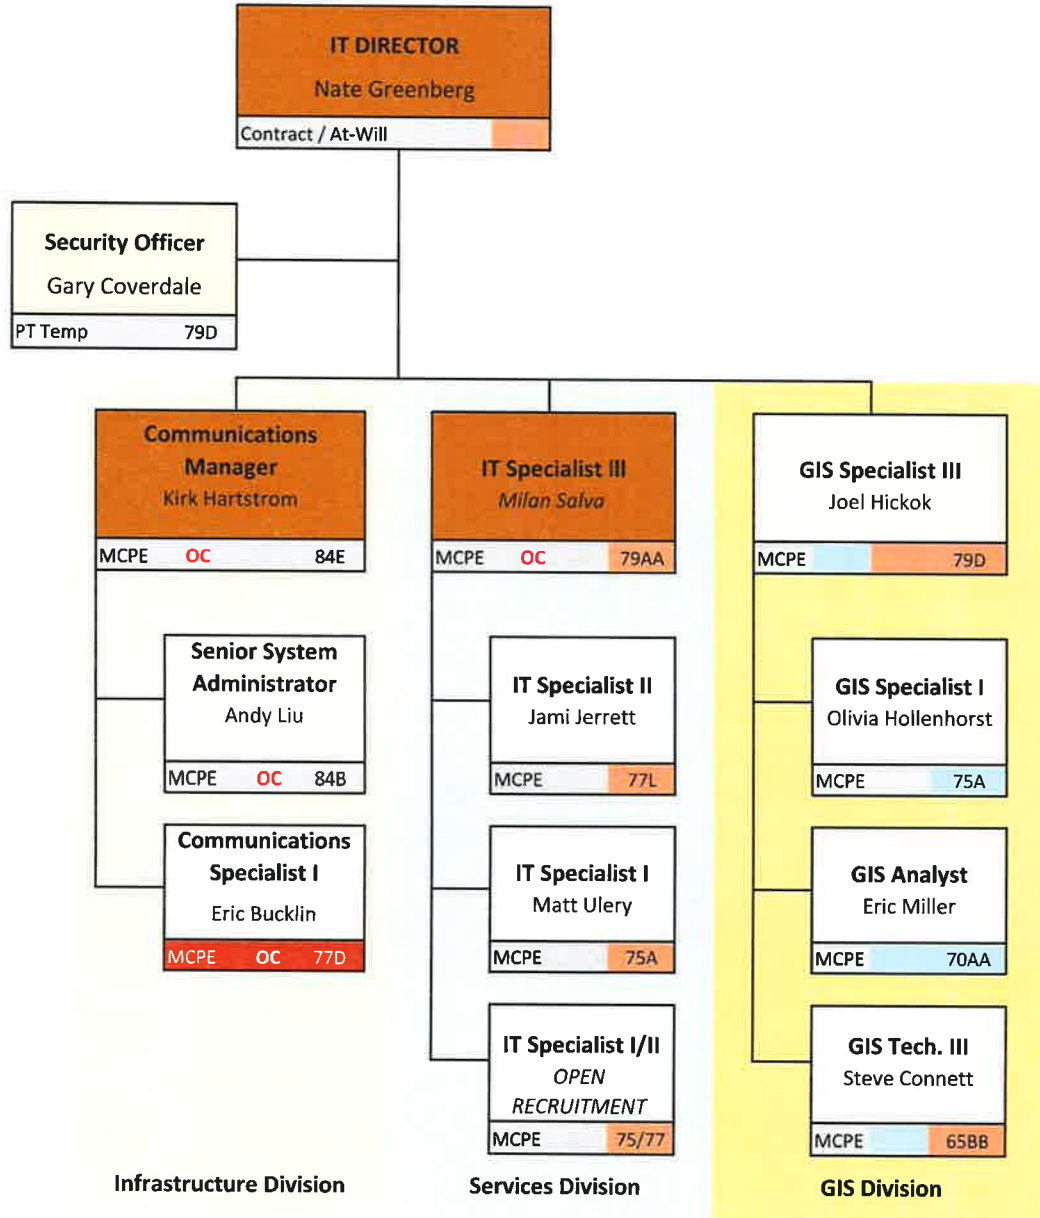 IT DIRECTOR
Nate Greenberg
Contract / At-Will
Security Officer
Gary Coverdale
PT Temp 79D
Communications
Manager
Kirk Hartstrom
MCPE OC 84E
Senior System
Administrator
Andy Liu
MCPE OC 84B
Communications
Specialist I
Eric Bucklin
MCPE OC 77D
Infrastructure Division
IT Specialist III
Milan Salva
MCPE OC 79AA
IT Specialist II
Jami Jerrett
MCPE 77L
IT Specialist I
Matt Ulery
MCPE 75A
IT Specialist I/II
OPEN
RECRUITMENT
MCPE 75/77
Services Division
GIS Specialist III
Joel Hickok
MCPE 79D
GIS Specialist I
Olivia Hollenhorst
MCPE 75A
GIS Analyst
Eric Miller
MCPE 70AA
GIS Tech. III
Steve Connett
MCPE 65BB
GIS Division